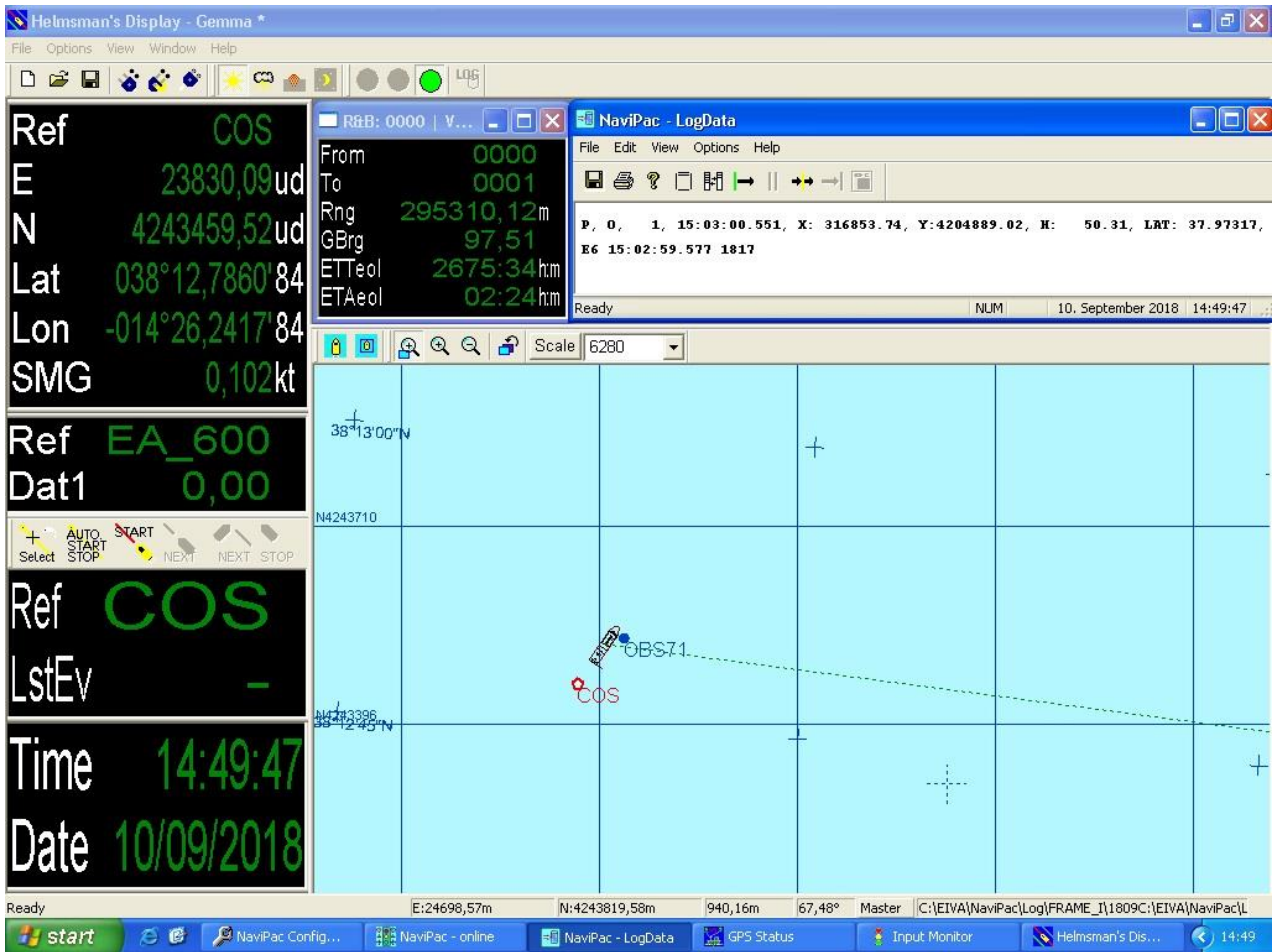 Helmsman's Display - Gemma *
File Options View Window Help
LOG
Ref COS
E 23830,09ud
N 4243459,52ud
Lat 038°12,7860'84
Lon -014°26,2417'84
SMG 0,102kt
Ref EA_600
Dat1 0,00
Select AUTO START STOP START NEXT NEXT STOP
Ref COS
LstEv –
Time 14:49:47
Date 10/09/2018
R&B: 0000 | V...
From 0000
To 0001
Rng 295310,12m
GBrg 97,51
ETTeol 2675:34h:m
ETAeol 02:24h:m
NaviPac - LogData
File Edit View Options Help
P, O, 1, 15:03:00.551, X: 316853.74, Y:4204889.02, H: 50.31, LAT: 37.97317,
E6 15:02:59.577 1817
Ready NUM 10. September 2018 14:49:47
Scale 6280
38°13'00"N
N4243710
OBS71
COS
N4243396
38°12'45"N
Ready E:24698,57m N:4243819,58m 940,16m 67,48° Master C:\EIVA\NaviPac\Log\FRAME_I\1809C:\EIVA\NaviPac\L
start NaviPac Config... NaviPac - online NaviPac - LogData GPS Status Input Monitor Helmsman's Dis... 14:49